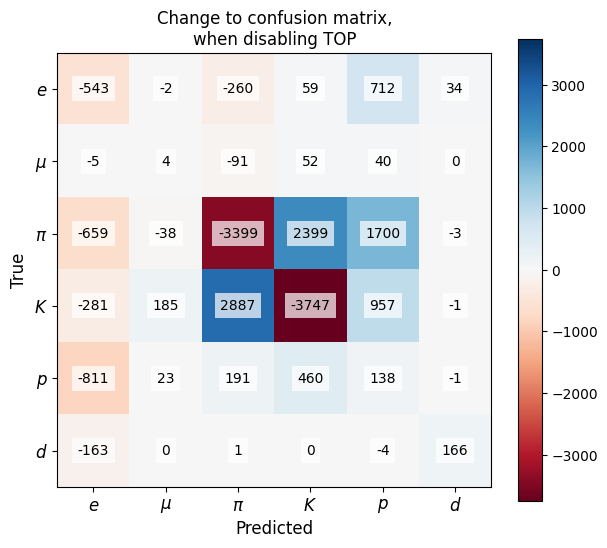 Change to confusion matrix,
when disabling TOP
e -543 -2 -260 59 712 34
μ -5 4 -91 52 40 0
π -659 -38 -3399 2399 1700 -3
K -281 185 2887 -3747 957 -1
p -811 23 191 460 138 -1
d -163 0 1 0 -4 166
e μ π K p d
Predicted
True
3000
2000
1000
0
−1000
−2000
−3000